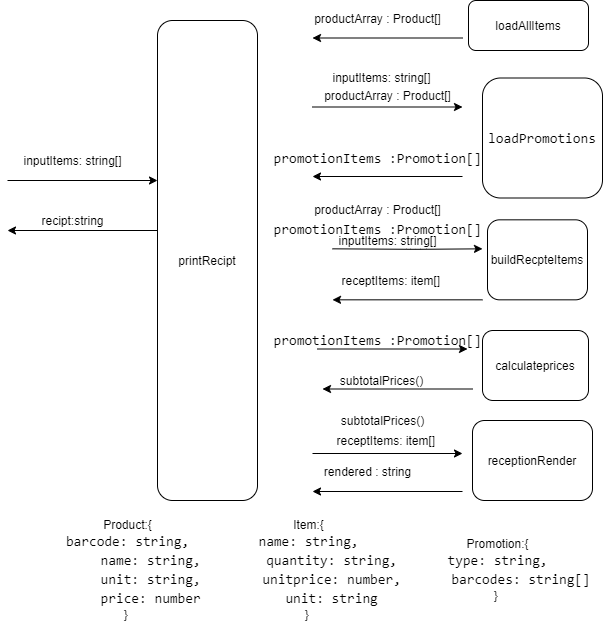 productArray : Product[]
loadAllItems
inputItems: string[]
productArray : Product[]
loadPromotions
promotionItems :Promotion[]
inputItems: string[]
recipt:string
printRecipt
productArray : Product[]
promotionItems :Promotion[]
inputItems: string[]
buildRecpteItems
receptItems: item[]
promotionItems :Promotion[]
calculateprices
subtotalPrices()
subtotalPrices()
receptItems: item[]
receptionRender
rendered : string
Product:{
barcode: string,
name: string,
unit: string,
price: number
}
Item:{
name: string,
quantity: string,
unitprice: number,
unit: string
}
Promotion:{
type: string,
barcodes: string[]
}